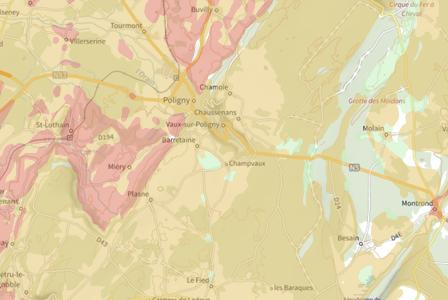 Buvilly
Cirque du Fer à
Cheval
Tourmont
Villerserine
N83
Chamole
Grotte des Moidons
Poligny
Chaussenans
St-Lothain
Vaux-sur-Poligny
Molain
D194
Barretaine
Miéry
Champvaux
N5
Plasne
Montrond
D43
Besain
Le Fied
les Baraques